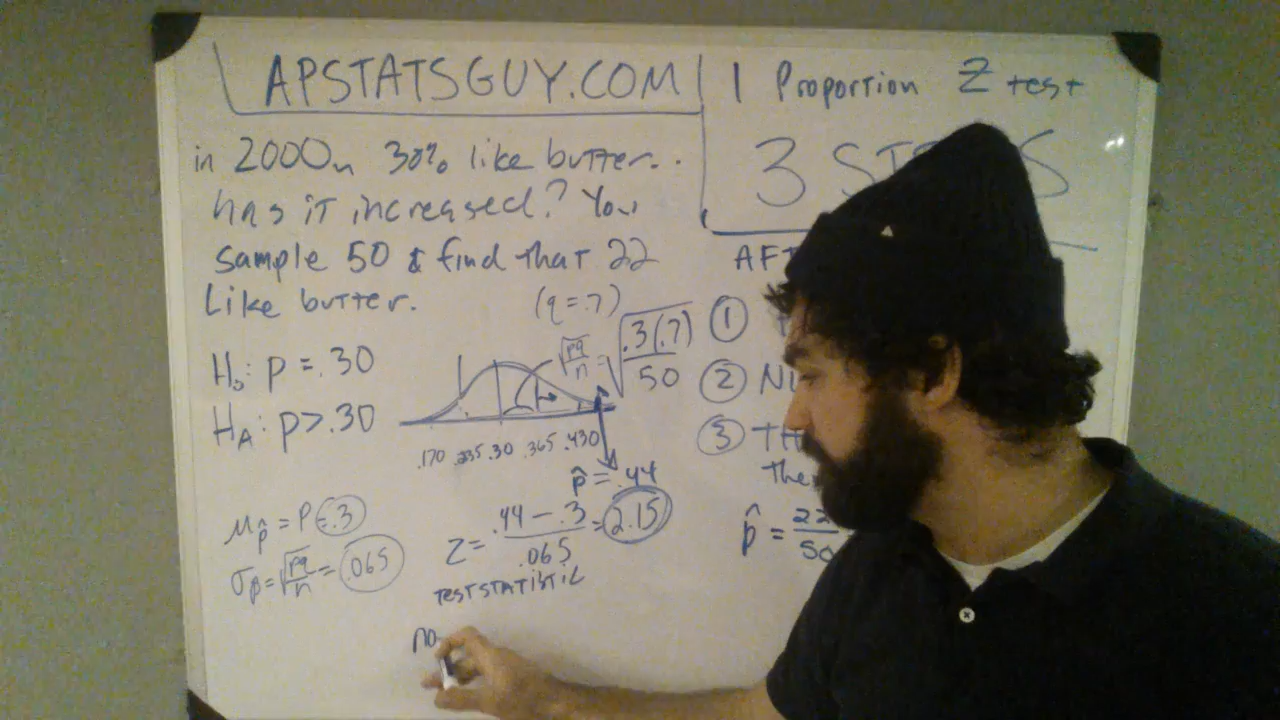 APSTATSGUY.COM
1 Proportion Z test
3
in 2000, 30% like butter..
has it increased? You
sample 50 & find that 22
Like butter.
(q = .7)
H₀: p = .30
Hₐ: p > .30
√pq/n = √.3(.7)/50
.170 .235 .30 .365 .430
p̂ = .44
μp̂ = P = .3
σp̂ = √pq/n = .065
Z = .44 - .3/.065 = 2.15
TEST STATISTIC
no
AFT
①
② NU
③ TH
the
p̂ = 22/50